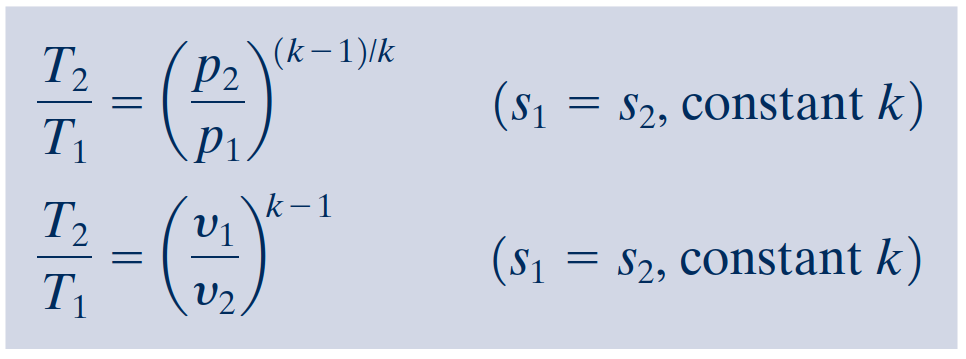 T₂/T₁ = (p₂/p₁)^((k − 1)/k) (s₁ = s₂, constant k)
T₂/T₁ = (v₁/v₂)^(k − 1) (s₁ = s₂, constant k)